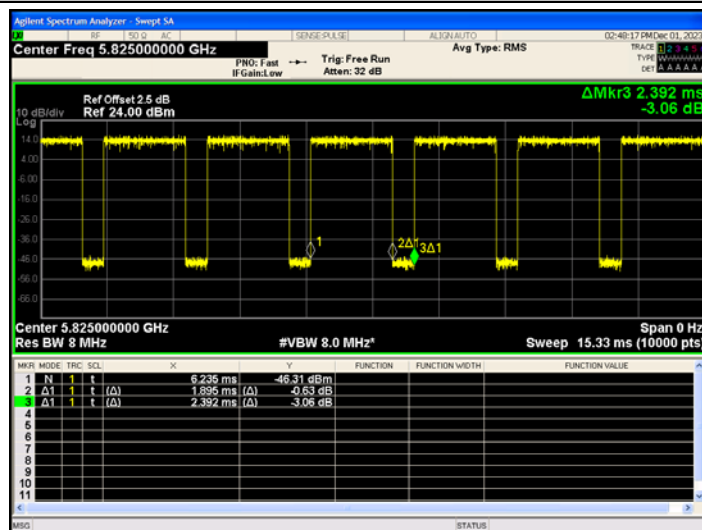 Agilent Spectrum Analyzer - Swept SA
RF 50 Ω AC SENSE:PULSE ALIGN AUTO 02:48:17 PM Dec 01, 2023
Center Freq 5.825000000 GHz
PNO: Fast
IFGain:Low
Trig: Free Run
Atten: 32 dB
Avg Type: RMS
TRACE 1 2 3 4 5
TYPE
DET A A A A A
ΔMkr3 2.392 ms
-3.06 dB
Ref Offset 2.5 dB
10 dB/div Ref 24.00 dBm
Log
14.0
4.00
-6.00
-16.0
-26.0
-36.0
-46.0
-56.0
-66.0
1
2Δ1
3Δ1
Center 5.825000000 GHz Span 0 Hz
Res BW 8 MHz #VBW 8.0 MHz* Sweep 15.33 ms (10000 pts)
MKR MODE TRC SCL X Y FUNCTION FUNCTION WIDTH FUNCTION VALUE
1 N 1 t 6.235 ms -46.31 dBm
2 Δ1 1 t (Δ) 1.895 ms (Δ) -0.63 dB
3 Δ1 1 t (Δ) 2.392 ms (Δ) -3.06 dB
4
5
6
7
8
9
10
11
MSG STATUS